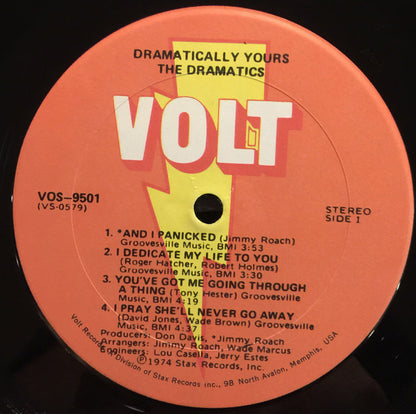 DRAMATICALLY YOURS
THE DRAMATICS
VOLT
VOS-9501
(VS-0579)
STEREO
SIDE 1
1. *AND I PANICKED (Jimmy Roach)
Groovesville Music, BMI 3:53
2. I DEDICATE MY LIFE TO YOU
(Roger Hatcher, Robert Holmes)
Groovesville Music, BMI 3:30
3. YOU'VE GOT ME GOING THROUGH
A THING (Tony Hester) Groovesville
Music, BMI 4:19
4. I PRAY SHE'LL NEVER GO AWAY
(David Jones, Wade Brown) Groovesville
Music, BMI 4:37
Producers: Don Davis, *Jimmy Roach
Arrangers: Jimmy Roach, Wade Marcus
Engineers: Lou Casella, Jerry Estes
℗1974 Stax Records Inc.
Volt Records, A Division of Stax Records Inc., 98 North Avalon, Memphis, USA